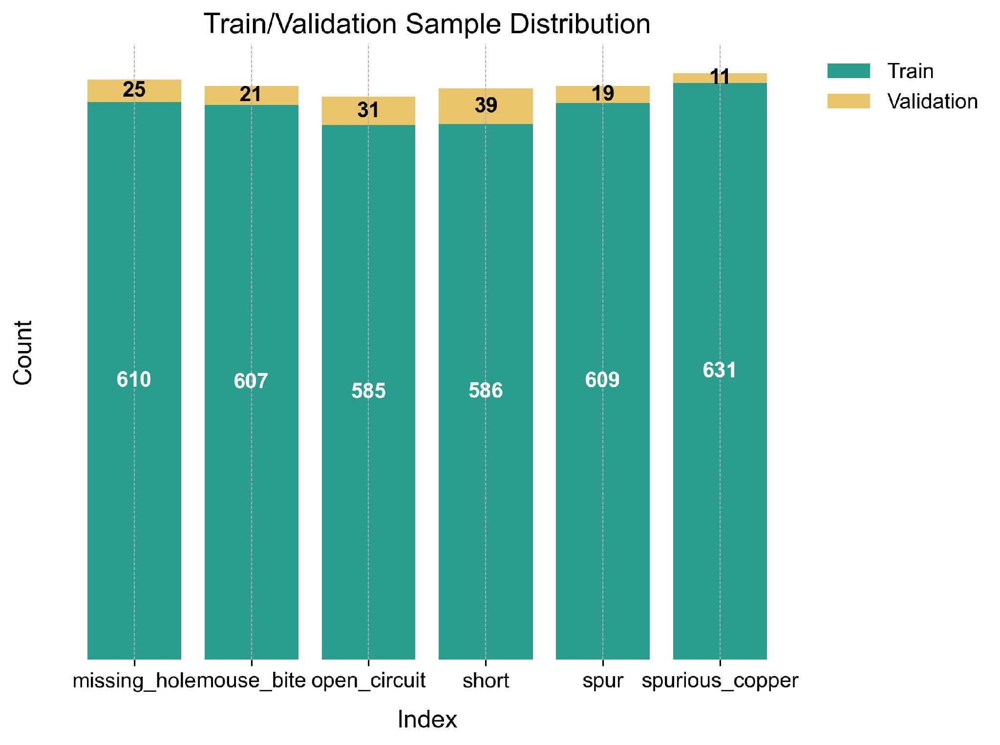 Train/Validation Sample Distribution
Train
Validation
25 21 31 39 19 11
Count
610 607 585 586 609 631
missing_hole mouse_bite open_circuit short spur spurious_copper
Index